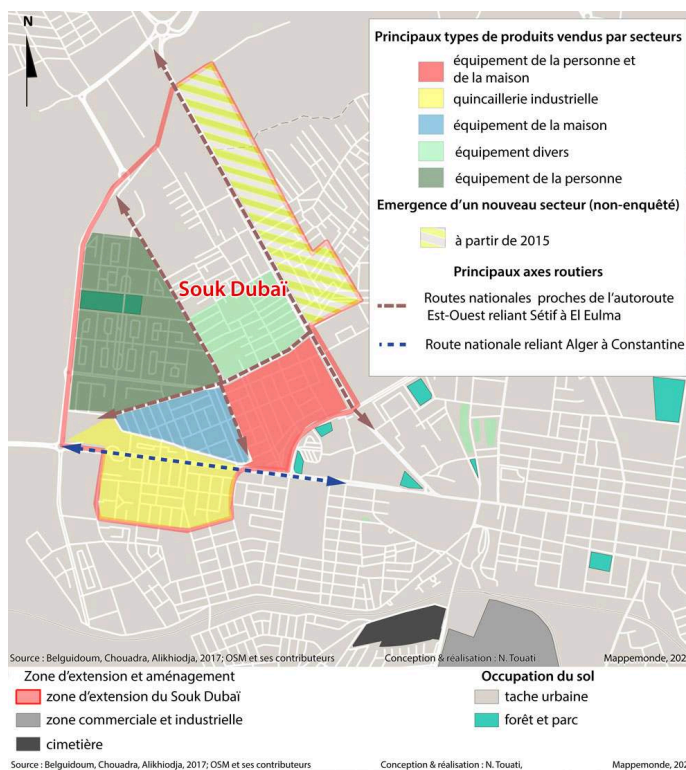 N
Principaux types de produits vendus par secteurs
équipement de la personne et
de la maison
quincaillerie industrielle
équipement de la maison
équipement divers
équipement de la personne
Emergence d'un nouveau secteur (non-enquêté)
à partir de 2015
Principaux axes routiers
Routes nationales proches de l'autoroute
Est-Ouest reliant Sétif à El Eulma
Route nationale reliant Alger à Constantine
Souk Dubaï
Source : Belguidoum, Chouadra, Alikhiodja, 2017; OSM et ses contributeurs
Conception & réalisation : N. Touati
Mappemonde, 202
Zone d'extension et aménagement
zone d'extension du Souk Dubaï
zone commerciale et industrielle
cimetière
Occupation du sol
tache urbaine
forêt et parc
Source : Belguidoum, Chouadra, Alikhiodja, 2017; OSM et ses contributeurs
Conception & réalisation : N. Touati,
Mappemonde, 202